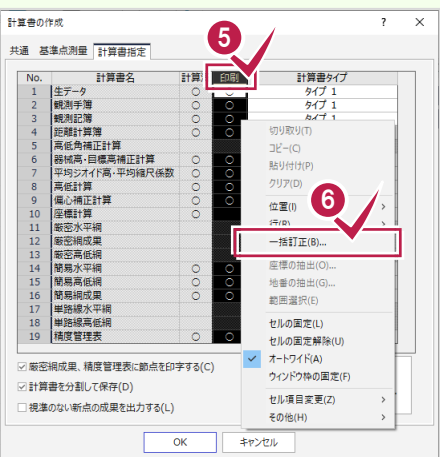 計算書の作成 ? ×
共通 基準点測量 計算書指定
5
No. 計算書名 計算 印刷 計算書タイプ
1 生データ ○ ○ タイプ 1
2 観測手簿 ○ ○ タイプ 1
3 観測記簿 ○ ○ タイプ 1
4 距離計算簿 ○ ○
5 高低角補正計算
6 器械高・目標高補正計算 ○ ○
7 平均ジオイド高・平均縮尺係数 ○ ○
8 高低計算 ○ ○
9 偏心補正計算 ○ ○
10 座標計算 ○
11 厳密水平網
12 厳密網成果
13 厳密高低網
14 簡易水平網 ○ ○
15 簡易高低網 ○ ○
16 簡易網成果 ○ ○
17 単路線水平網
18 単路線高低網
19 精度管理表 ○ ○
切り取り(T)
コピー(C)
貼り付け(P)
クリア(D)
位置(I) >
6
行(R) >
一括訂正(B)...
座標の抽出(O)...
地番の抽出(G)...
範囲選択(E)
セルの固定(L)
セルの固定解除(U)
✓ オートワイド(A)
ウィンドウ枠の固定(F)
セル項目変更(Z) >
その他(H) >
☑ 厳密網成果、精度管理表に節点を印字する(C)
☑ 計算書を分割して保存(D)
☐ 視準のない新点の成果を出力する(L)
OK キャンセル